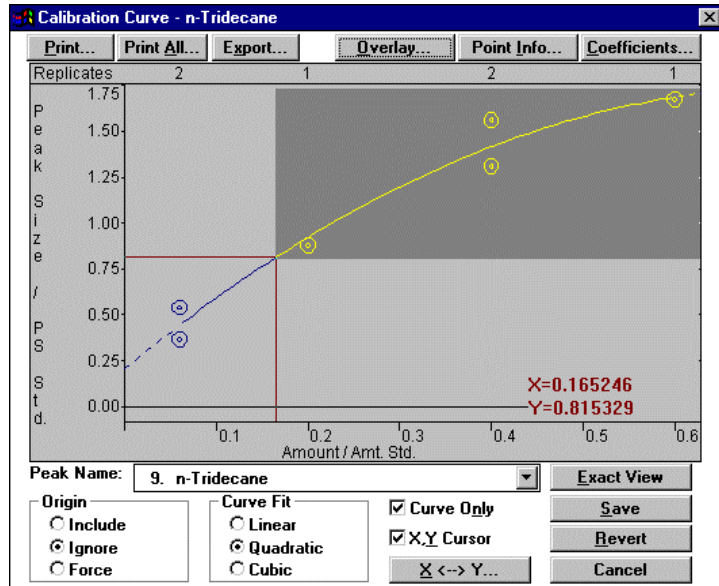 Calibration Curve - n-Tridecane
Print... Print All... Export... Overlay... Point Info... Coefficients...
Replicates 2 1 2 1
Peak Size / PS Std.
1.75
1.50
1.25
1.00
0.75
0.50
0.25
0.00
X=0.165246
Y=0.815329
0.1 0.2 0.3 0.4 0.5 0.6
Amount / Amt. Std.
Peak Name: 9. n-Tridecane Exact View
Origin Curve Fit
Include Linear Curve Only Save
Ignore Quadratic X,Y Cursor Revert
Force Cubic X <--> Y... Cancel